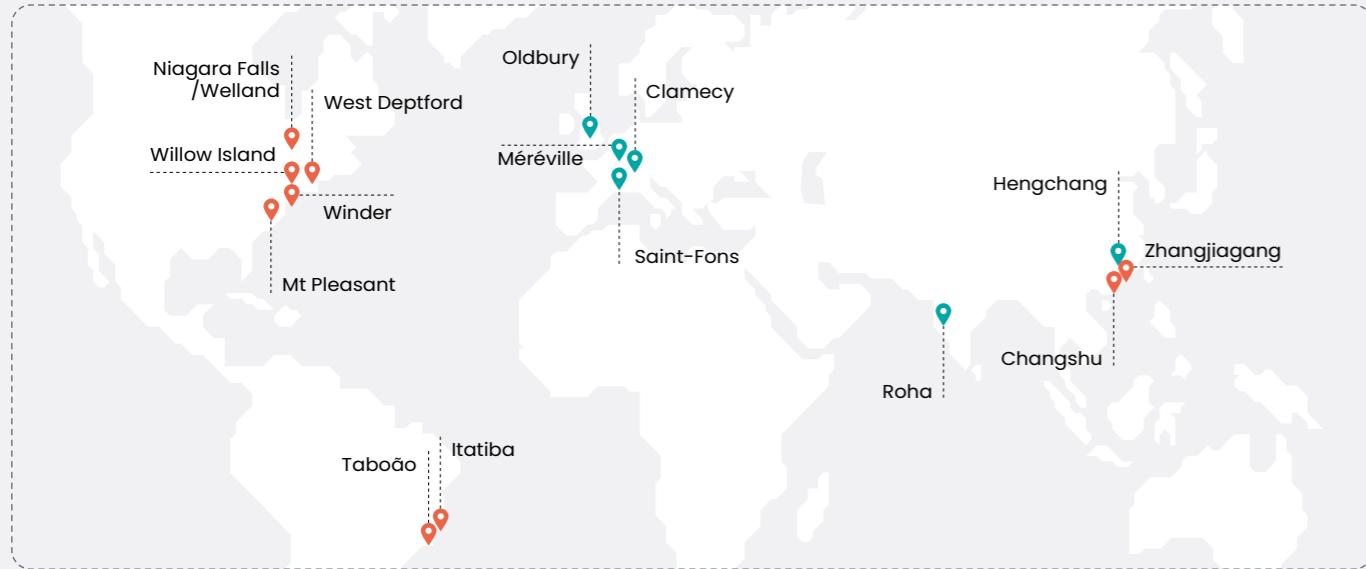 Niagara Falls
/Welland
West Deptford
Willow Island
Winder
Mt Pleasant
Oldbury
Clamecy
Méréville
Saint-Fons
Hengchang
Zhangjiagang
Changshu
Roha
Itatiba
Taboão